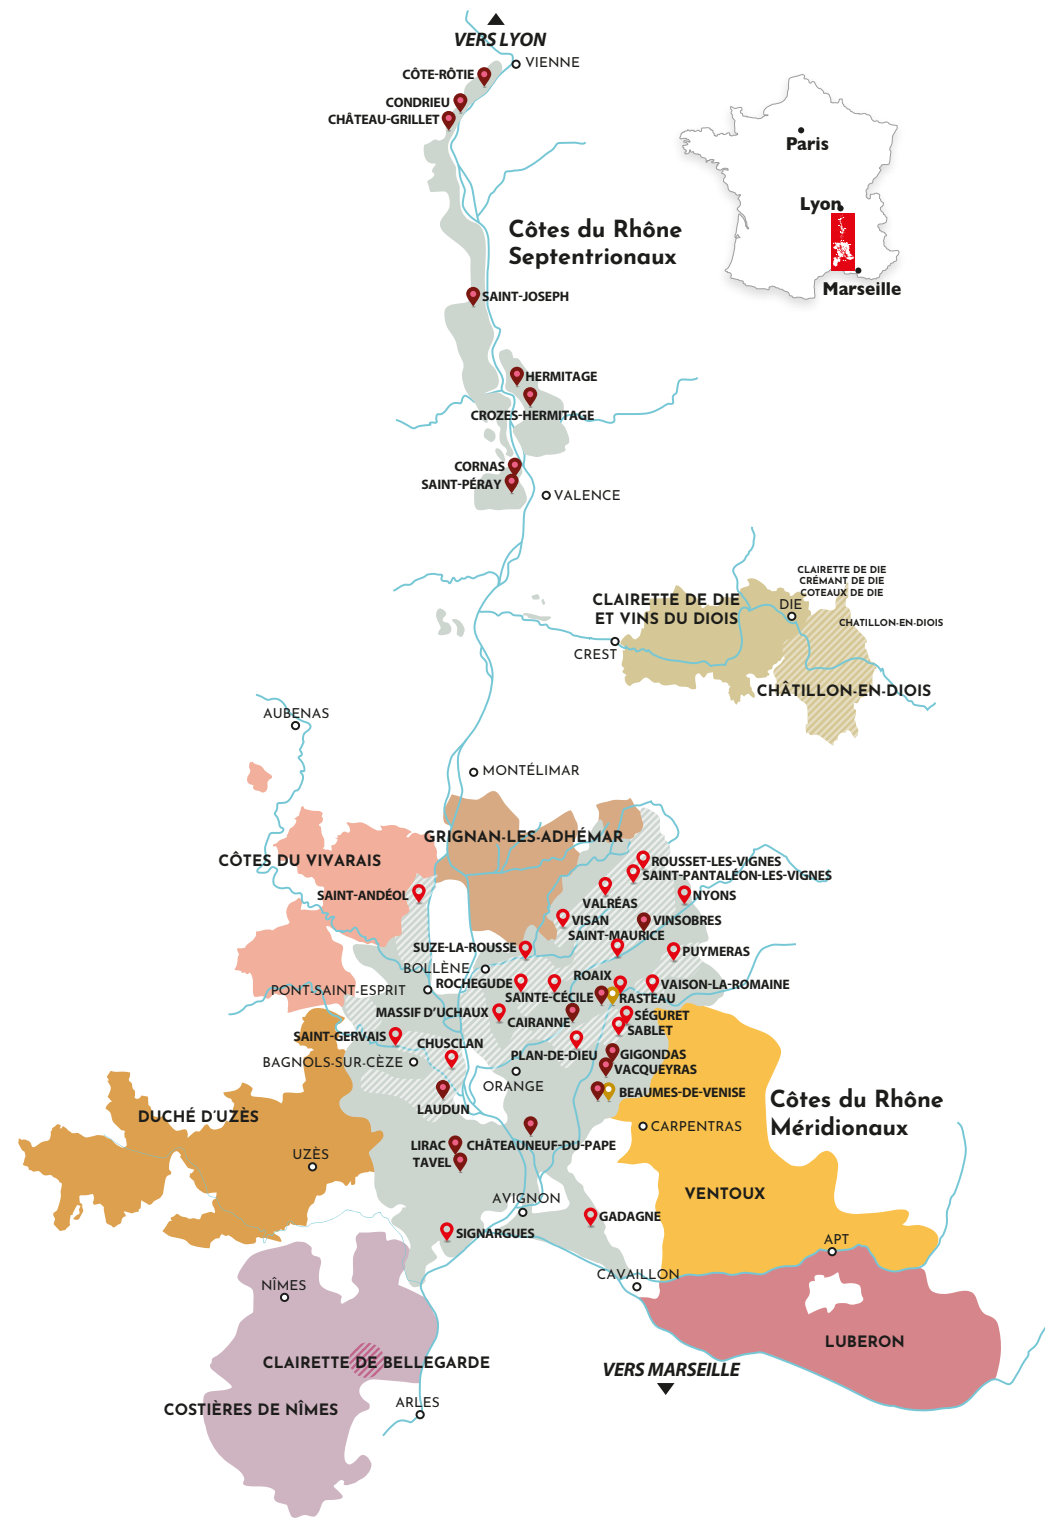 VERS LYON
VIENNE
CÔTE-RÔTIE
CONDRIEU
CHÂTEAU-GRILLET
Paris
Lyon
Marseille
Côtes du Rhône
Septentrionaux
SAINT-JOSEPH
HERMITAGE
CROZES-HERMITAGE
CORNAS
SAINT-PÉRAY
VALENCE
CLAIRETTE DE DIE
CRÉMANT DE DIE
COTEAUX DE DIE
CLAIRETTE DE DIE
ET VINS DU DIOIS
DIE
CHATILLON-EN-DIOIS
CREST
CHÂTILLON-EN-DIOIS
AUBENAS
MONTÉLIMAR
GRIGNAN-LES-ADHÉMAR
CÔTES DU VIVARAIS
ROUSSET-LES-VIGNES
SAINT-PANTALÉON-LES-VIGNES
SAINT-ANDÉOL
VALRÉAS
NYONS
VISAN
VINSOBRES
SAINT-MAURICE
SUZE-LA-ROUSSE
PUYMERAS
BOLLÈNE
ROCHEGUDE
ROAIX
VAISON-LA-ROMAINE
PONT-SAINT-ESPRIT
SAINTE-CÉCILE
RASTEAU
MASSIF D'UCHAUX
CAIRANNE
SÉGURET
SABLET
SAINT-GERVAIS
CHUSCLAN
PLAN-DE-DIEU
GIGONDAS
BAGNOLS-SUR-CÈZE
VACQUEYRAS
ORANGE
BEAUMES-DE-VENISE
LAUDUN
DUCHÉ D'UZÈS
Côtes du Rhône
Méridionaux
CARPENTRAS
LIRAC
CHÂTEAUNEUF-DU-PAPE
TAVEL
UZÈS
VENTOUX
AVIGNON
GADAGNE
SIGNARGUES
APT
CAVAILLON
NÎMES
LUBERON
CLAIRETTE DE BELLEGARDE
VERS MARSEILLE
COSTIÈRES DE NÎMES
ARLES